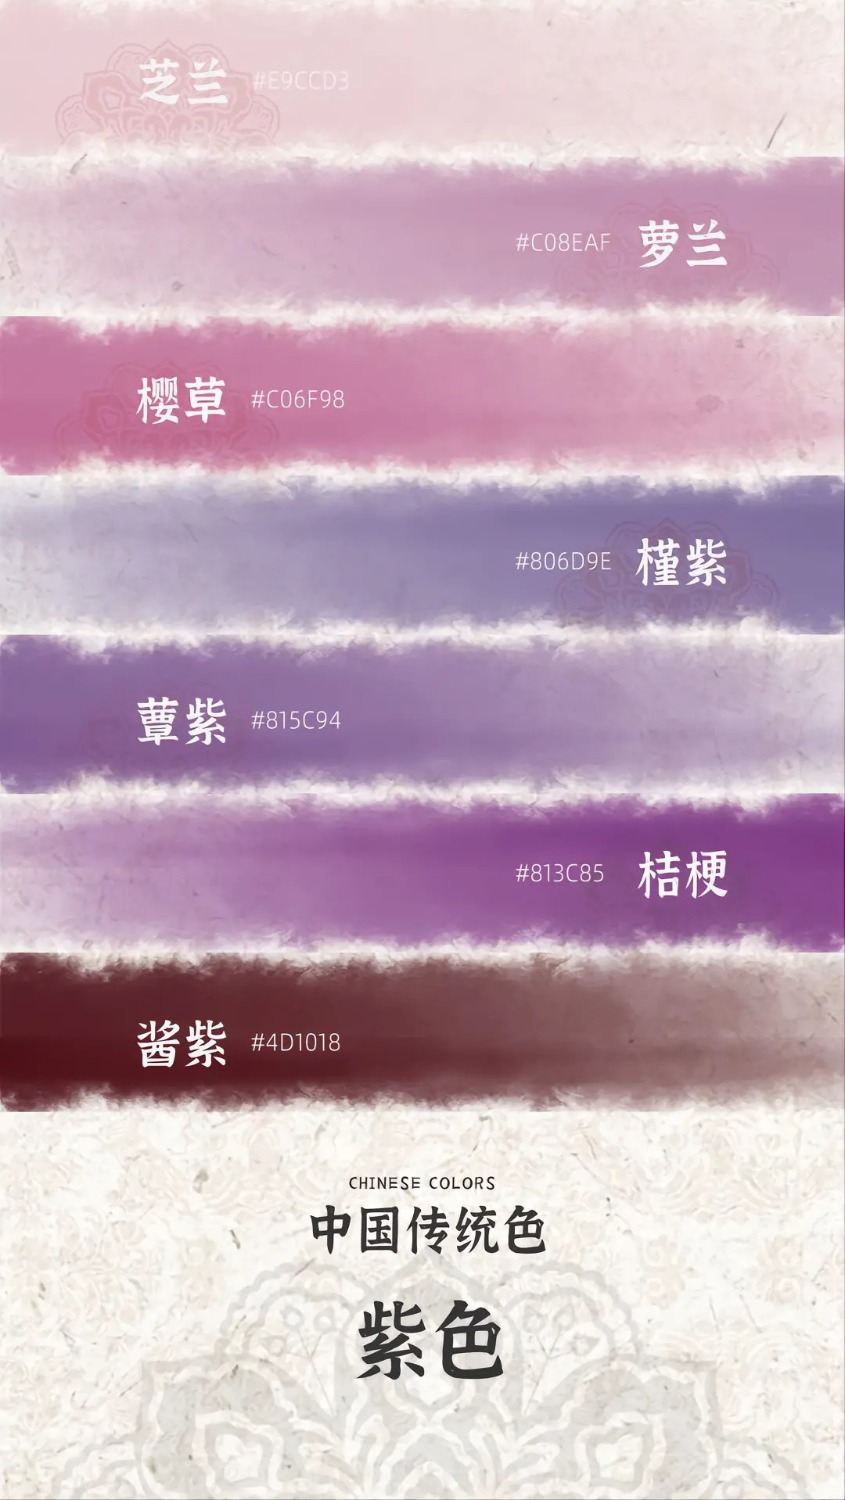 芝兰 #E9CCD3
#C08EAF 萝兰
樱草 #C06F98
#806D9E 槿紫
蕈紫 #815C94
#813C85 桔梗
酱紫 #4D1018
CHINESE COLORS
中国传统色
紫色